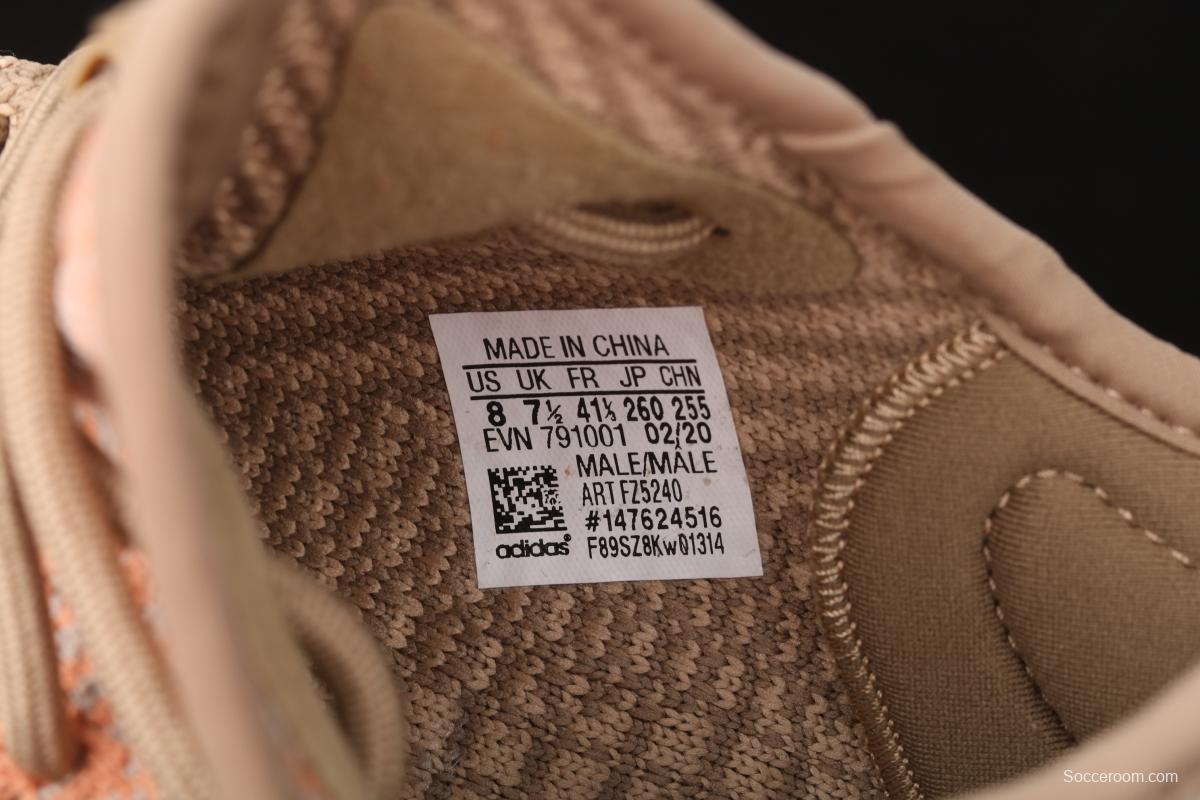 MADE IN CHINA
US UK FR JP CHN
8 7½ 41⅓ 260 255
EVN 791001 02/20
MALE/MÂLE
ART FZ5240
#147624516
adidas® F89SZ8Kw01314
Socceroom.com